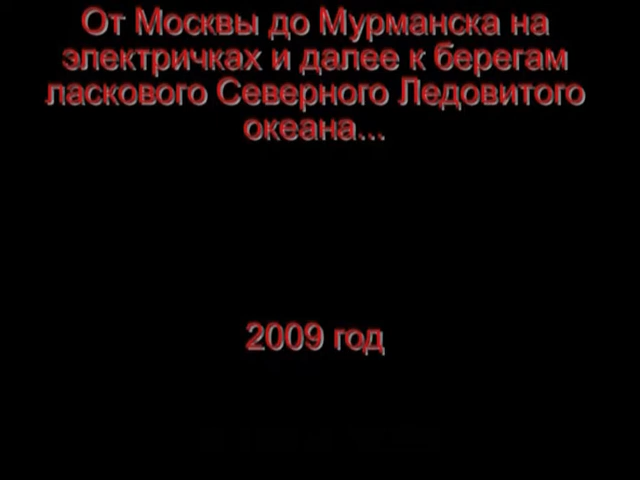 От Москвы до Мурманска на
электричках и далее к берегам
ласкового Северного Ледовитого
океана...
2009 год